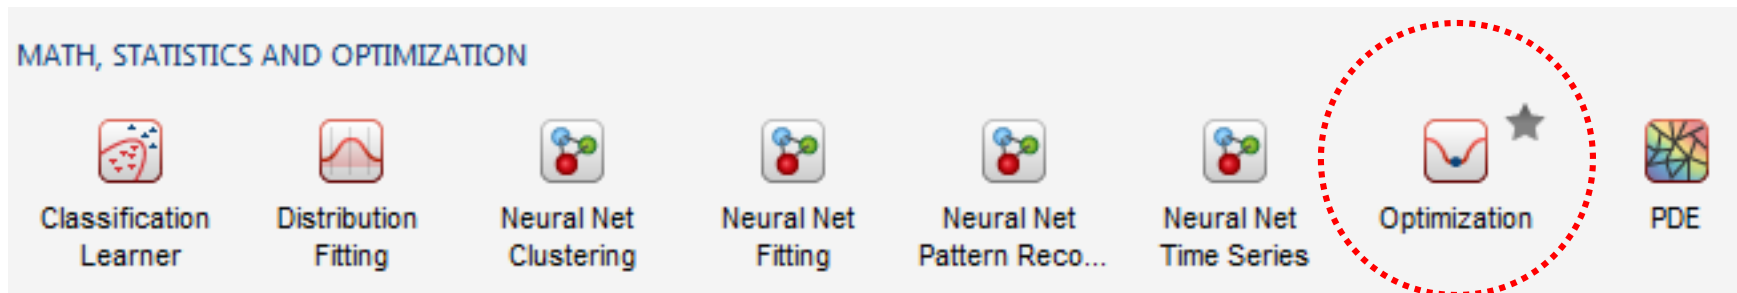 MATH, STATISTICS AND OPTIMIZATION
Classification
Learner
Distribution
Fitting
Neural Net
Clustering
Neural Net
Fitting
Neural Net
Pattern Reco...
Neural Net
Time Series
Optimization
PDE